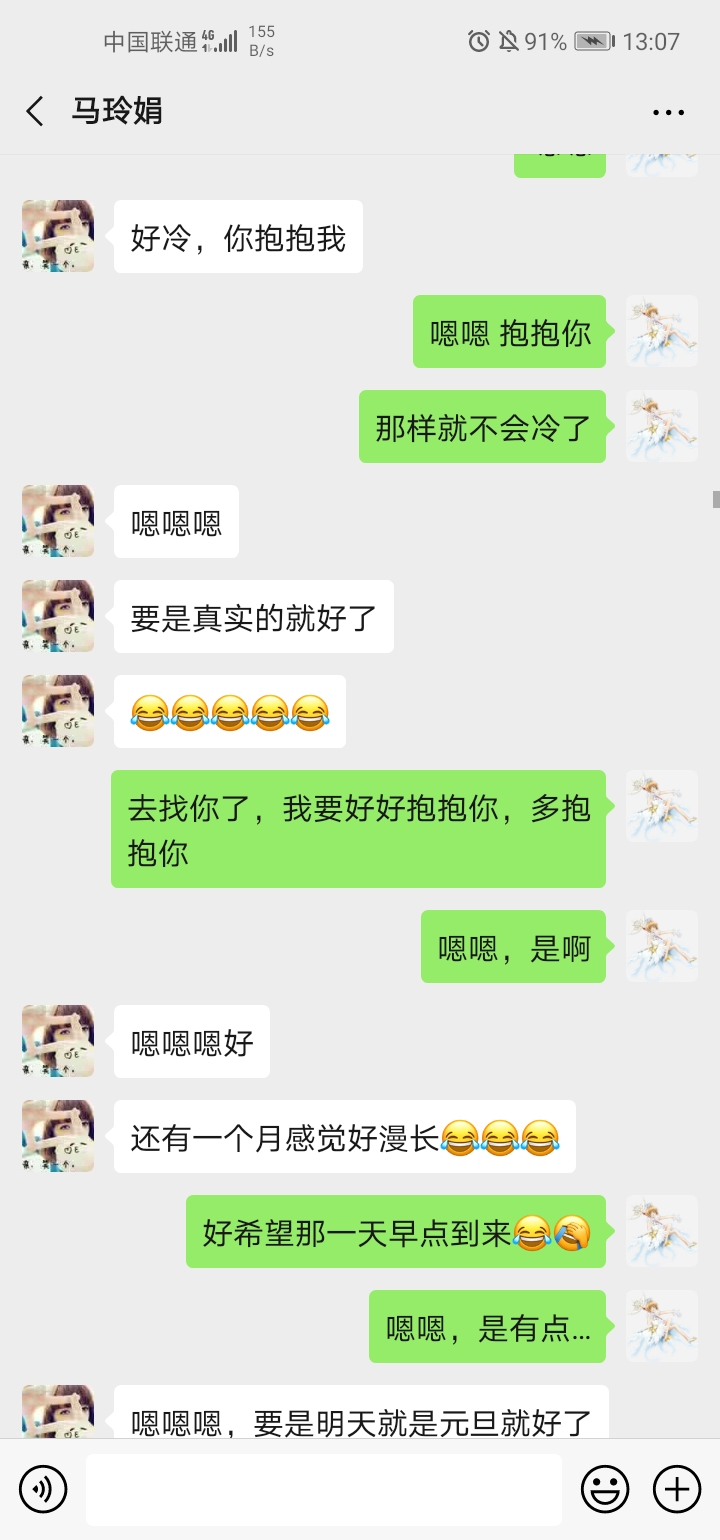 中国联通 4G 155 B/s 91% 13:07
马玲娟
好冷，你抱抱我
嗯嗯 抱抱你
那样就不会冷了
嗯嗯嗯
要是真实的就好了
😂😂😂😂😂
去找你了，我要好好抱抱你，多抱
抱你
嗯嗯，是啊
嗯嗯嗯好
还有一个月感觉好漫长😂😂😂
好希望那一天早点到来😂🤦
嗯嗯，是有点...
嗯嗯嗯，要是明天就是元旦就好了